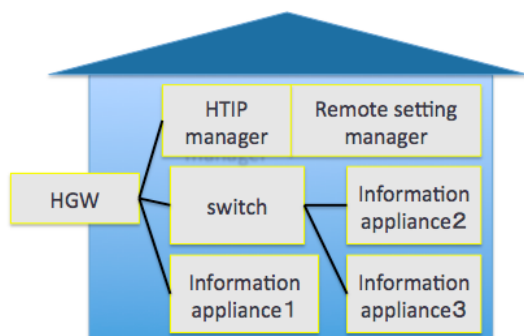 HTIP
manager
Remote setting
manager
HGW
switch
Information
appliance2
Information
appliance1
Information
appliance3